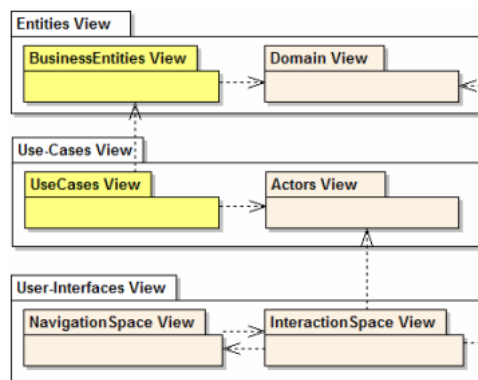 Entities View
BusinessEntities View
Domain View
Use-Cases View
UseCases View
Actors View
User-Interfaces View
NavigationSpace View
InteractionSpace View